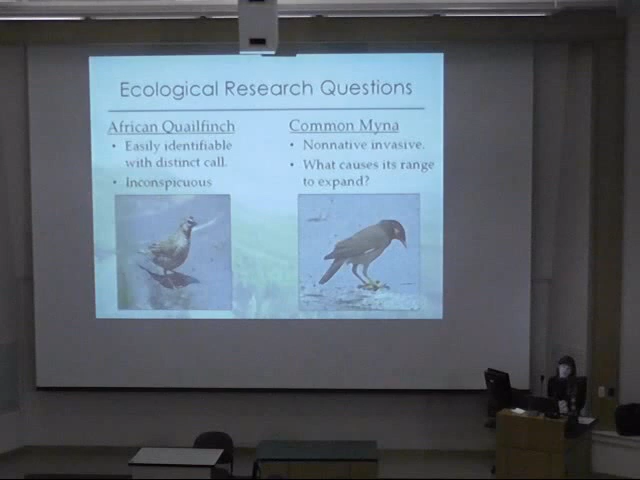 Ecological Research Questions
African Quailfinch
• Easily identifiable
with distinct call.
• Inconspicuous
Common Myna
• Nonnative invasive.
• What causes its range
to expand?